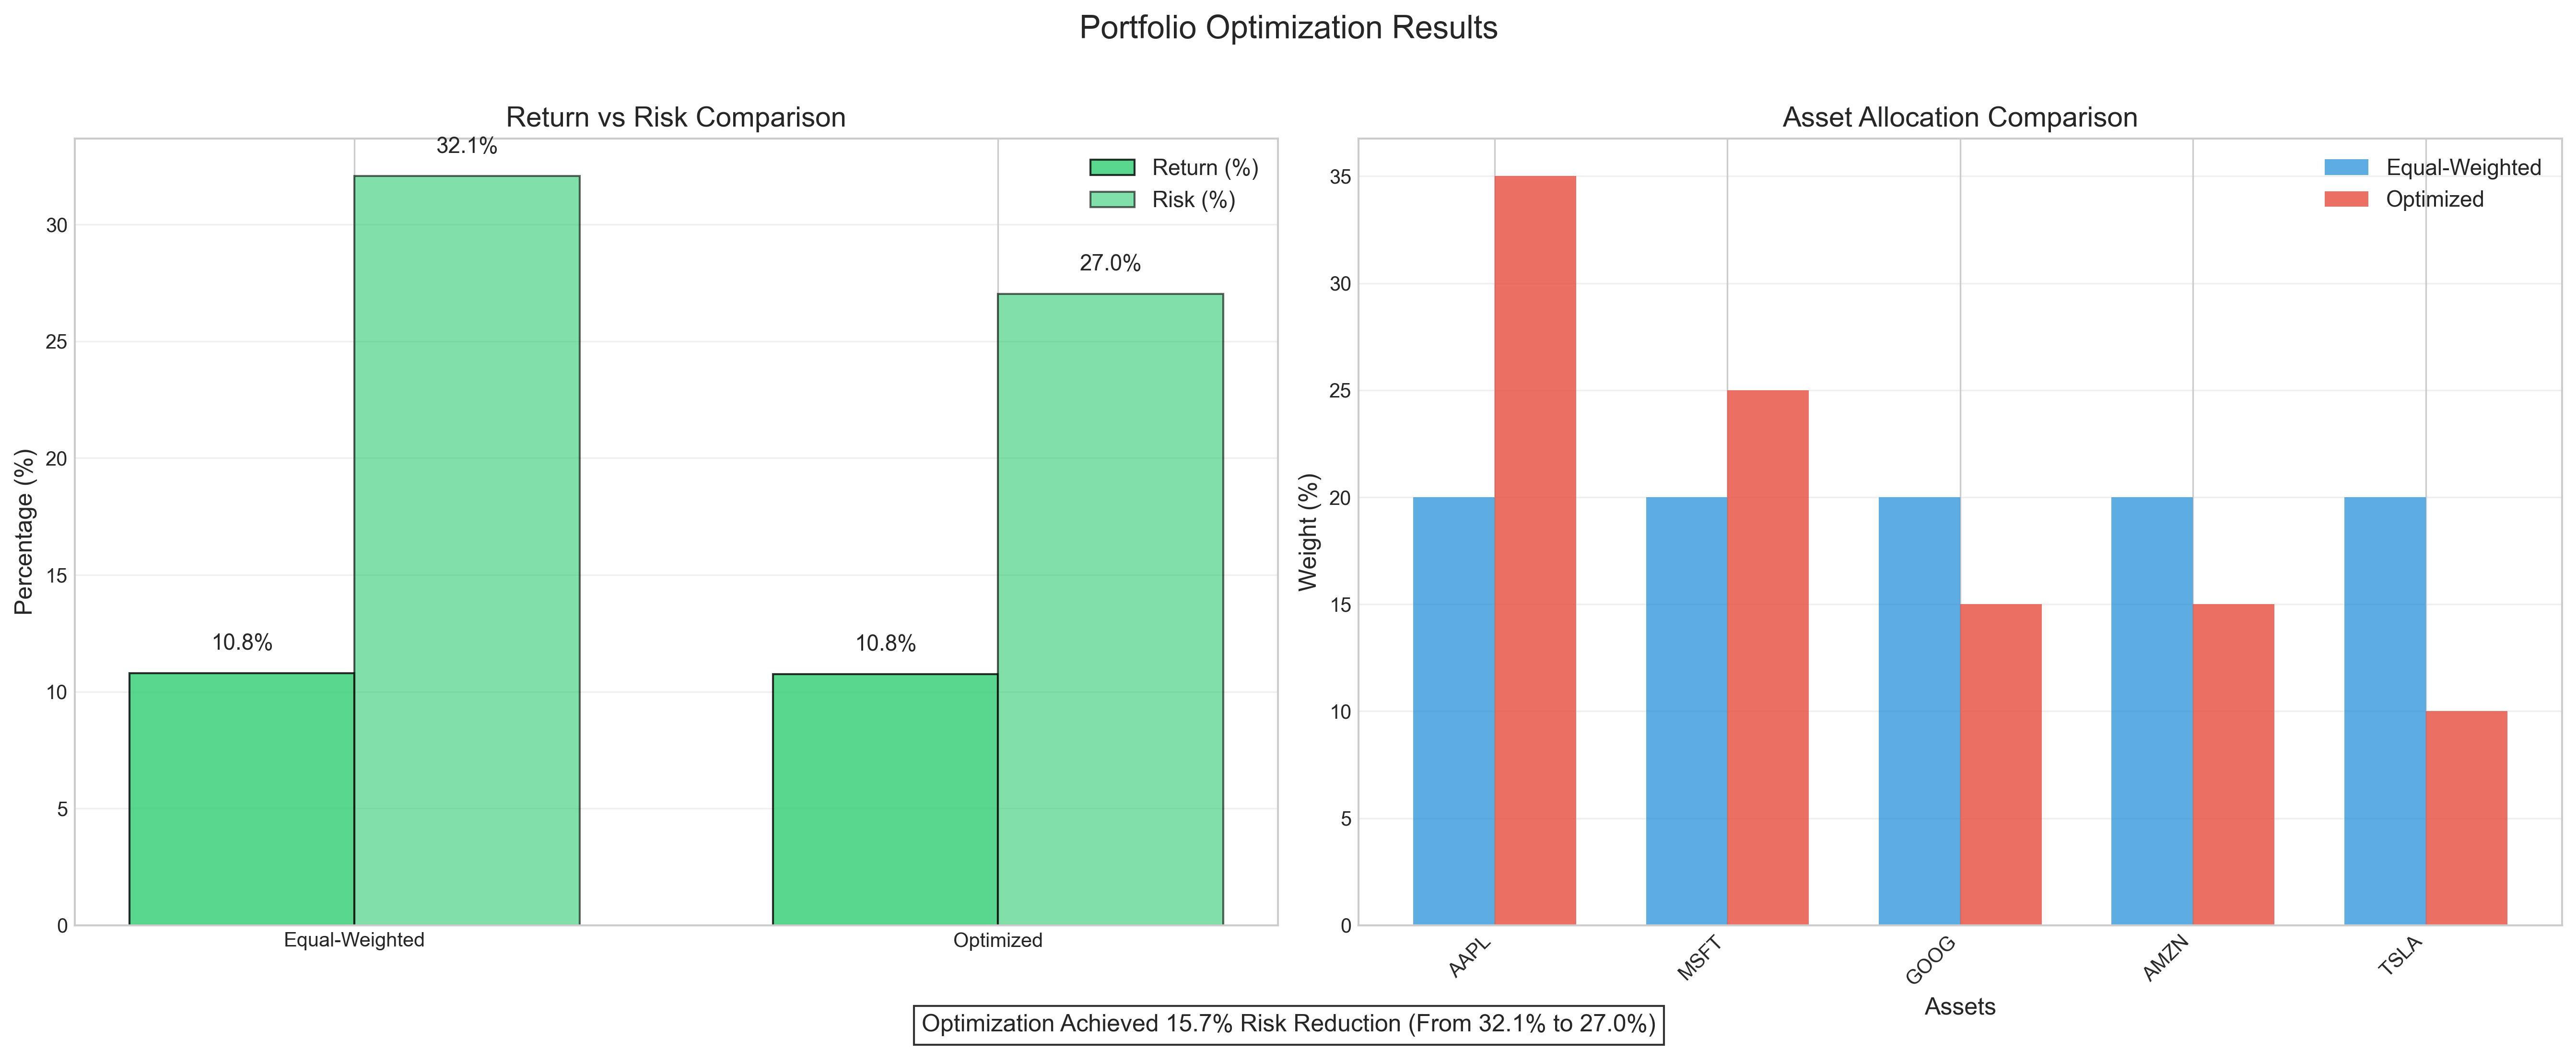 Portfolio Optimization Results
Return vs Risk Comparison
32.1%
Return (%)
Risk (%)
30
27.0%
25
20
Percentage (%)
15
10.8%
10.8%
10
5
0
Equal-Weighted
Optimized
Asset Allocation Comparison
Equal-Weighted
Optimized
35
30
25
20
Weight (%)
15
10
5
0
AAPL
MSFT
GOOG
AMZN
TSLA
Assets
Optimization Achieved 15.7% Risk Reduction (From 32.1% to 27.0%)